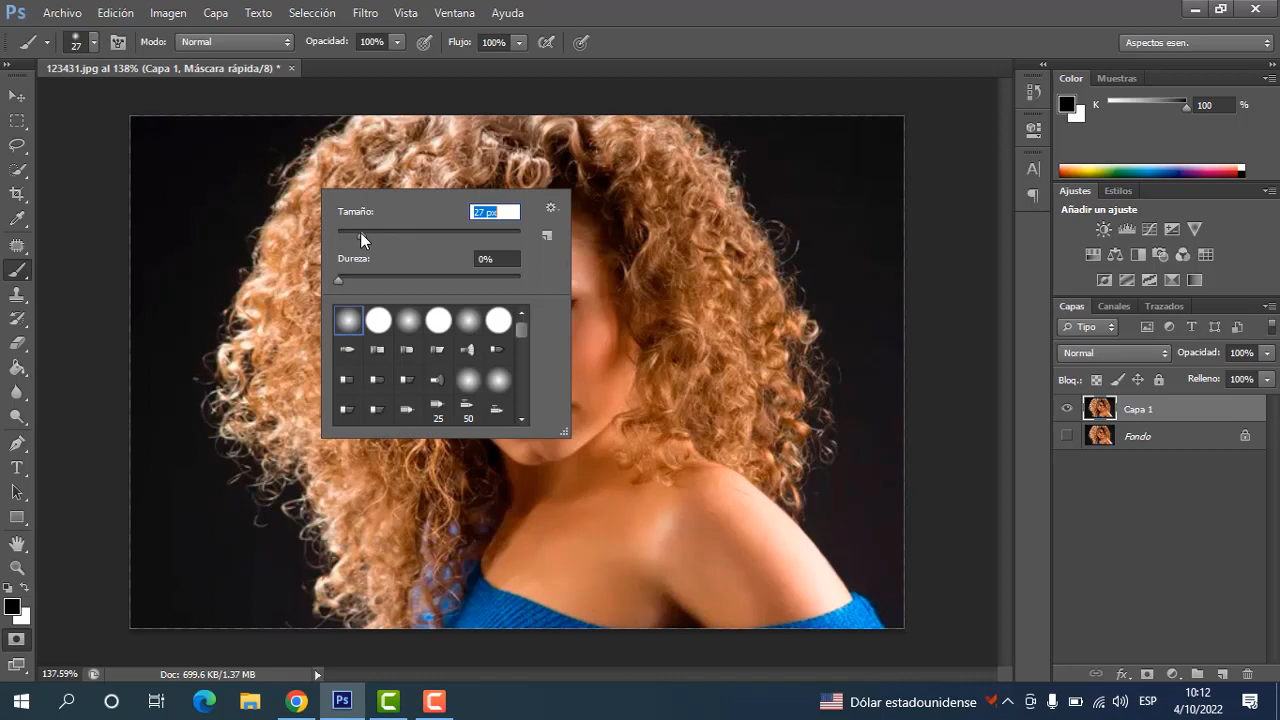 Ps Archivo Edición Imagen Capa Texto Selección Filtro Vista Ventana Ayuda
27 Modo: Normal Opacidad: 100% Flujo: 100% Aspectos esen.
123431.jpg al 138% (Capa 1, Máscara rápida/8) * ×
Color Muestras
K 100 %
Tamaño: 27 px
Dureza: 0%
25 50
Ajustes Estilos
Añadir un ajuste
Capas Canales Trazados
Tipo
Normal Opacidad: 100%
Bloq.: Relleno: 100%
Capa 1
Fondo
137.59% Doc: 699.6 KB/1.37 MB
Dólar estadounidense ESP 10:12
4/10/2022